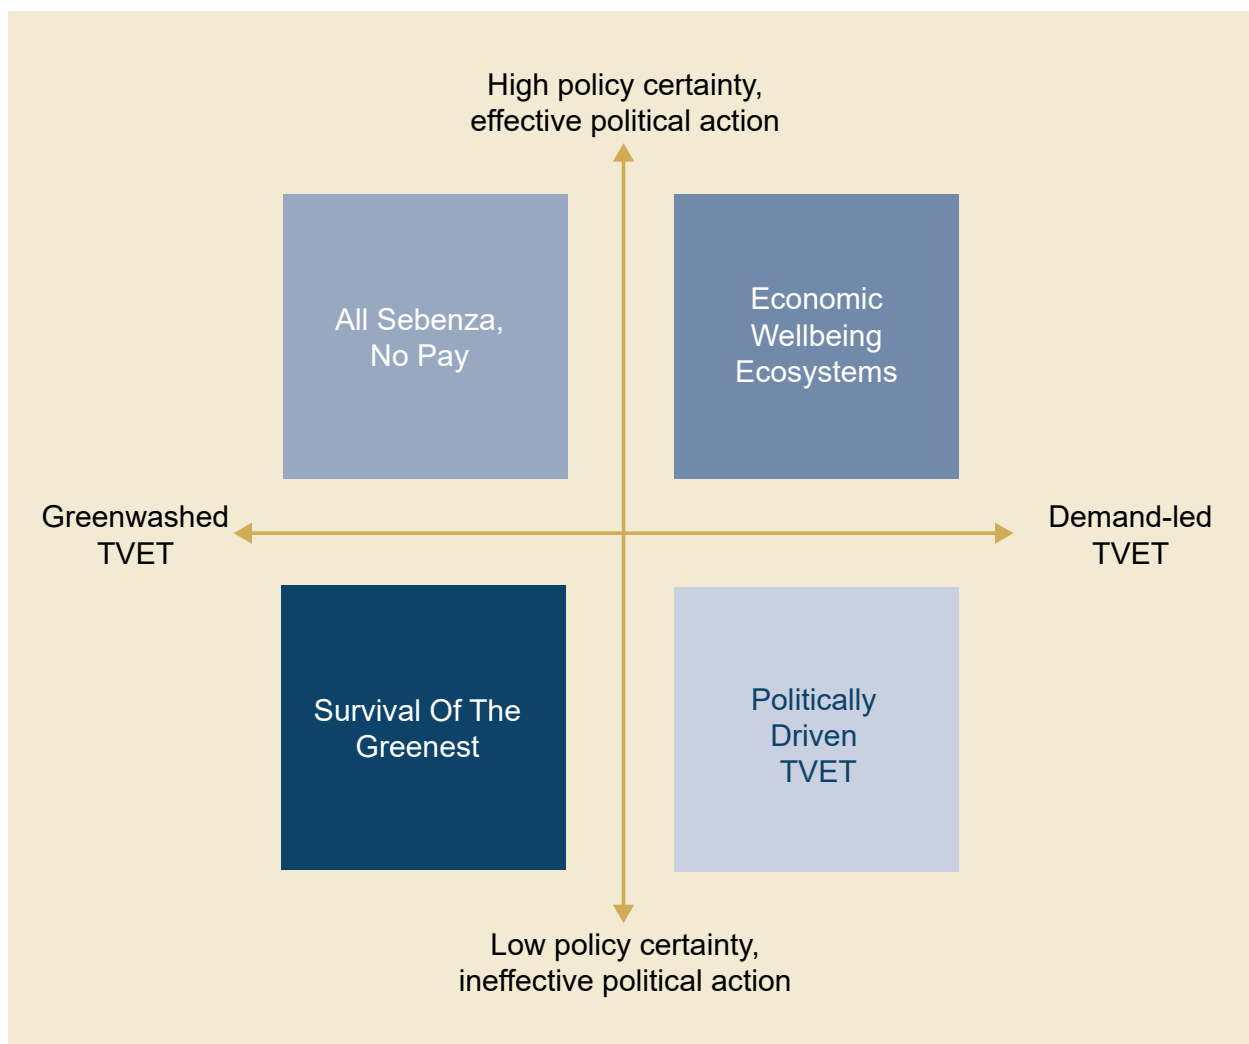 High policy certainty,
effective political action
All Sebenza,
No Pay
Economic
Wellbeing
Ecosystems
Greenwashed
TVET
Demand-led
TVET
Survival Of The
Greenest
Politically
Driven
TVET
Low policy certainty,
ineffective political action